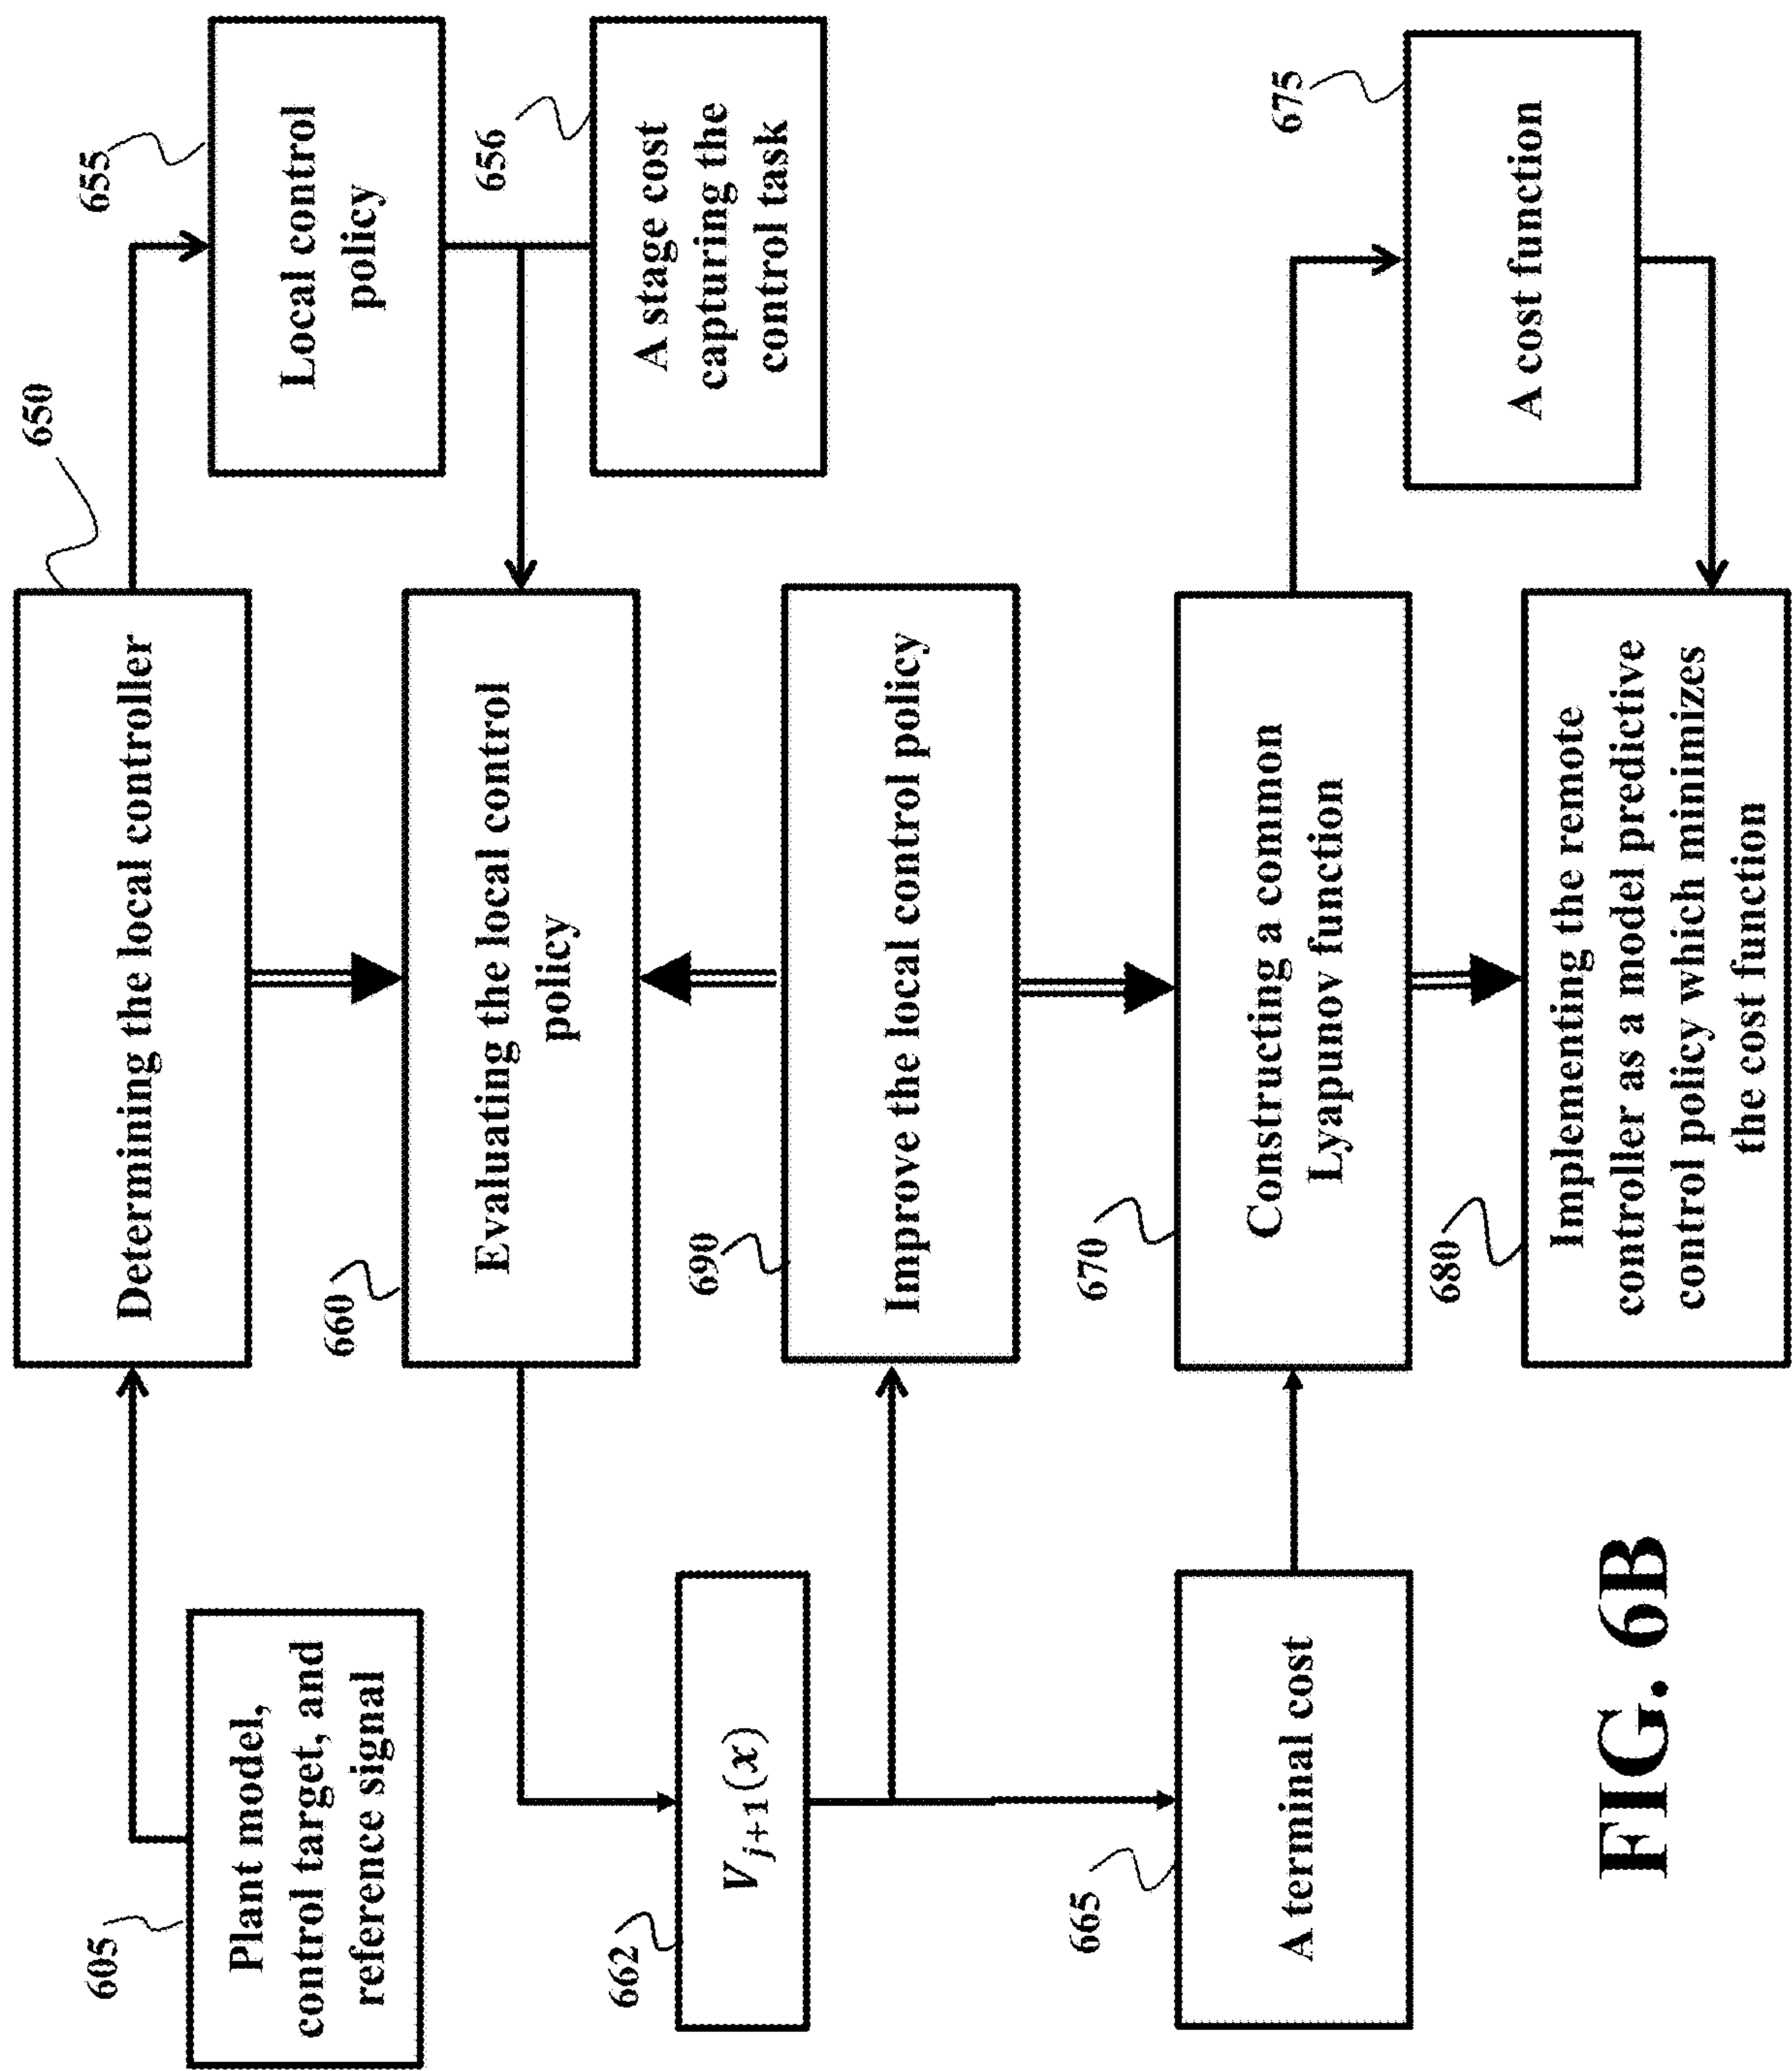 605
Plant model,
control target, and
reference signal
Determining the local controller
650
655
Local control
policy
656
A stage cost
capturing the
control task
660
Evaluating the local control
policy
662
V_{j+1}(x)
690
Improve the local control policy
665
A terminal cost
670
Constructing a common
Lyapunov function
675
A cost function
680
Implementing the remote
controller as a model predictive
control policy which minimizes
the cost function
FIG. 6B